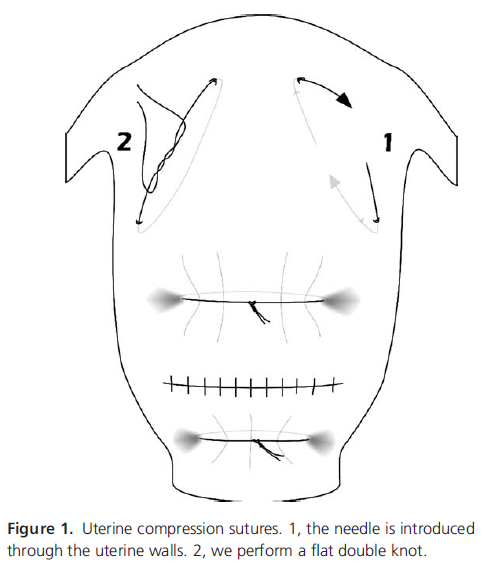 2
1
Figure 1. Uterine compression sutures. 1, the needle is introduced
through the uterine walls. 2, we perform a flat double knot.